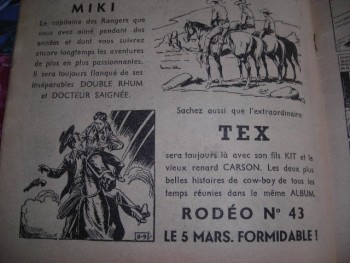 MIKI
Le capitaine des Rangers que
vous avez aimé pendant des
années et dont vous suivrez
encore longtemps les aventures
de plus en plus passionnantes.
Il sera toujours flanqué de ses
inséparables DOUBLE RHUM
et DOCTEUR SAIGNÉE.
Sachez aussi que l'extraordinaire
TEX
sera toujours là avec son fils KIT et le
vieux renard CARSON. Les deux plus
belles histoires de cow-boy de tous les
temps réunies dans le même ALBUM.
RODÉO Nº 43
LE 5 MARS. FORMIDABLE !